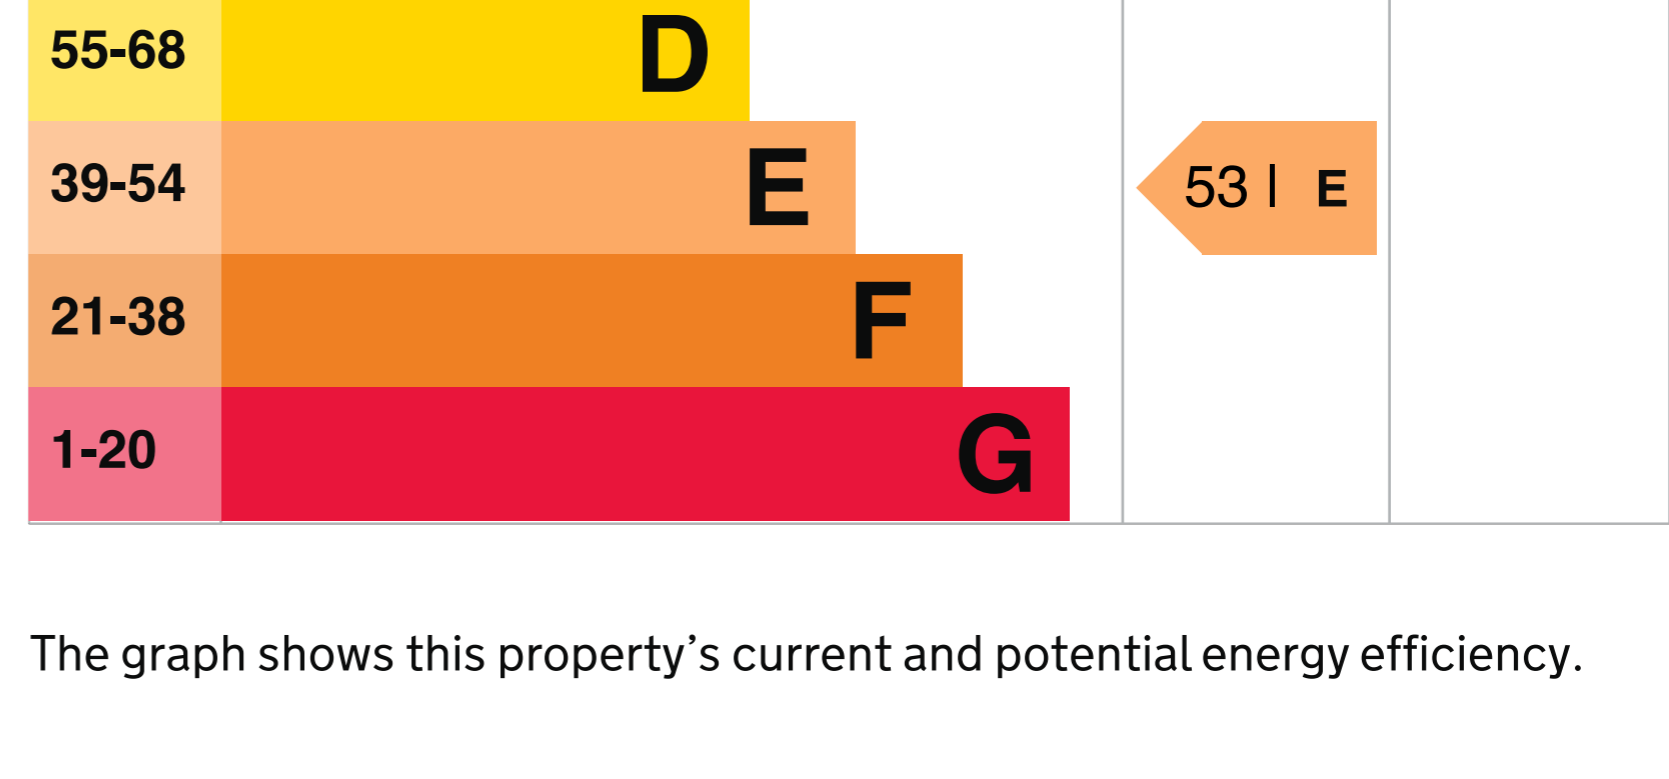 55-68 D
39-54 E 53 | E
21-38 F
1-20 G
The graph shows this property’s current and potential energy efficiency.